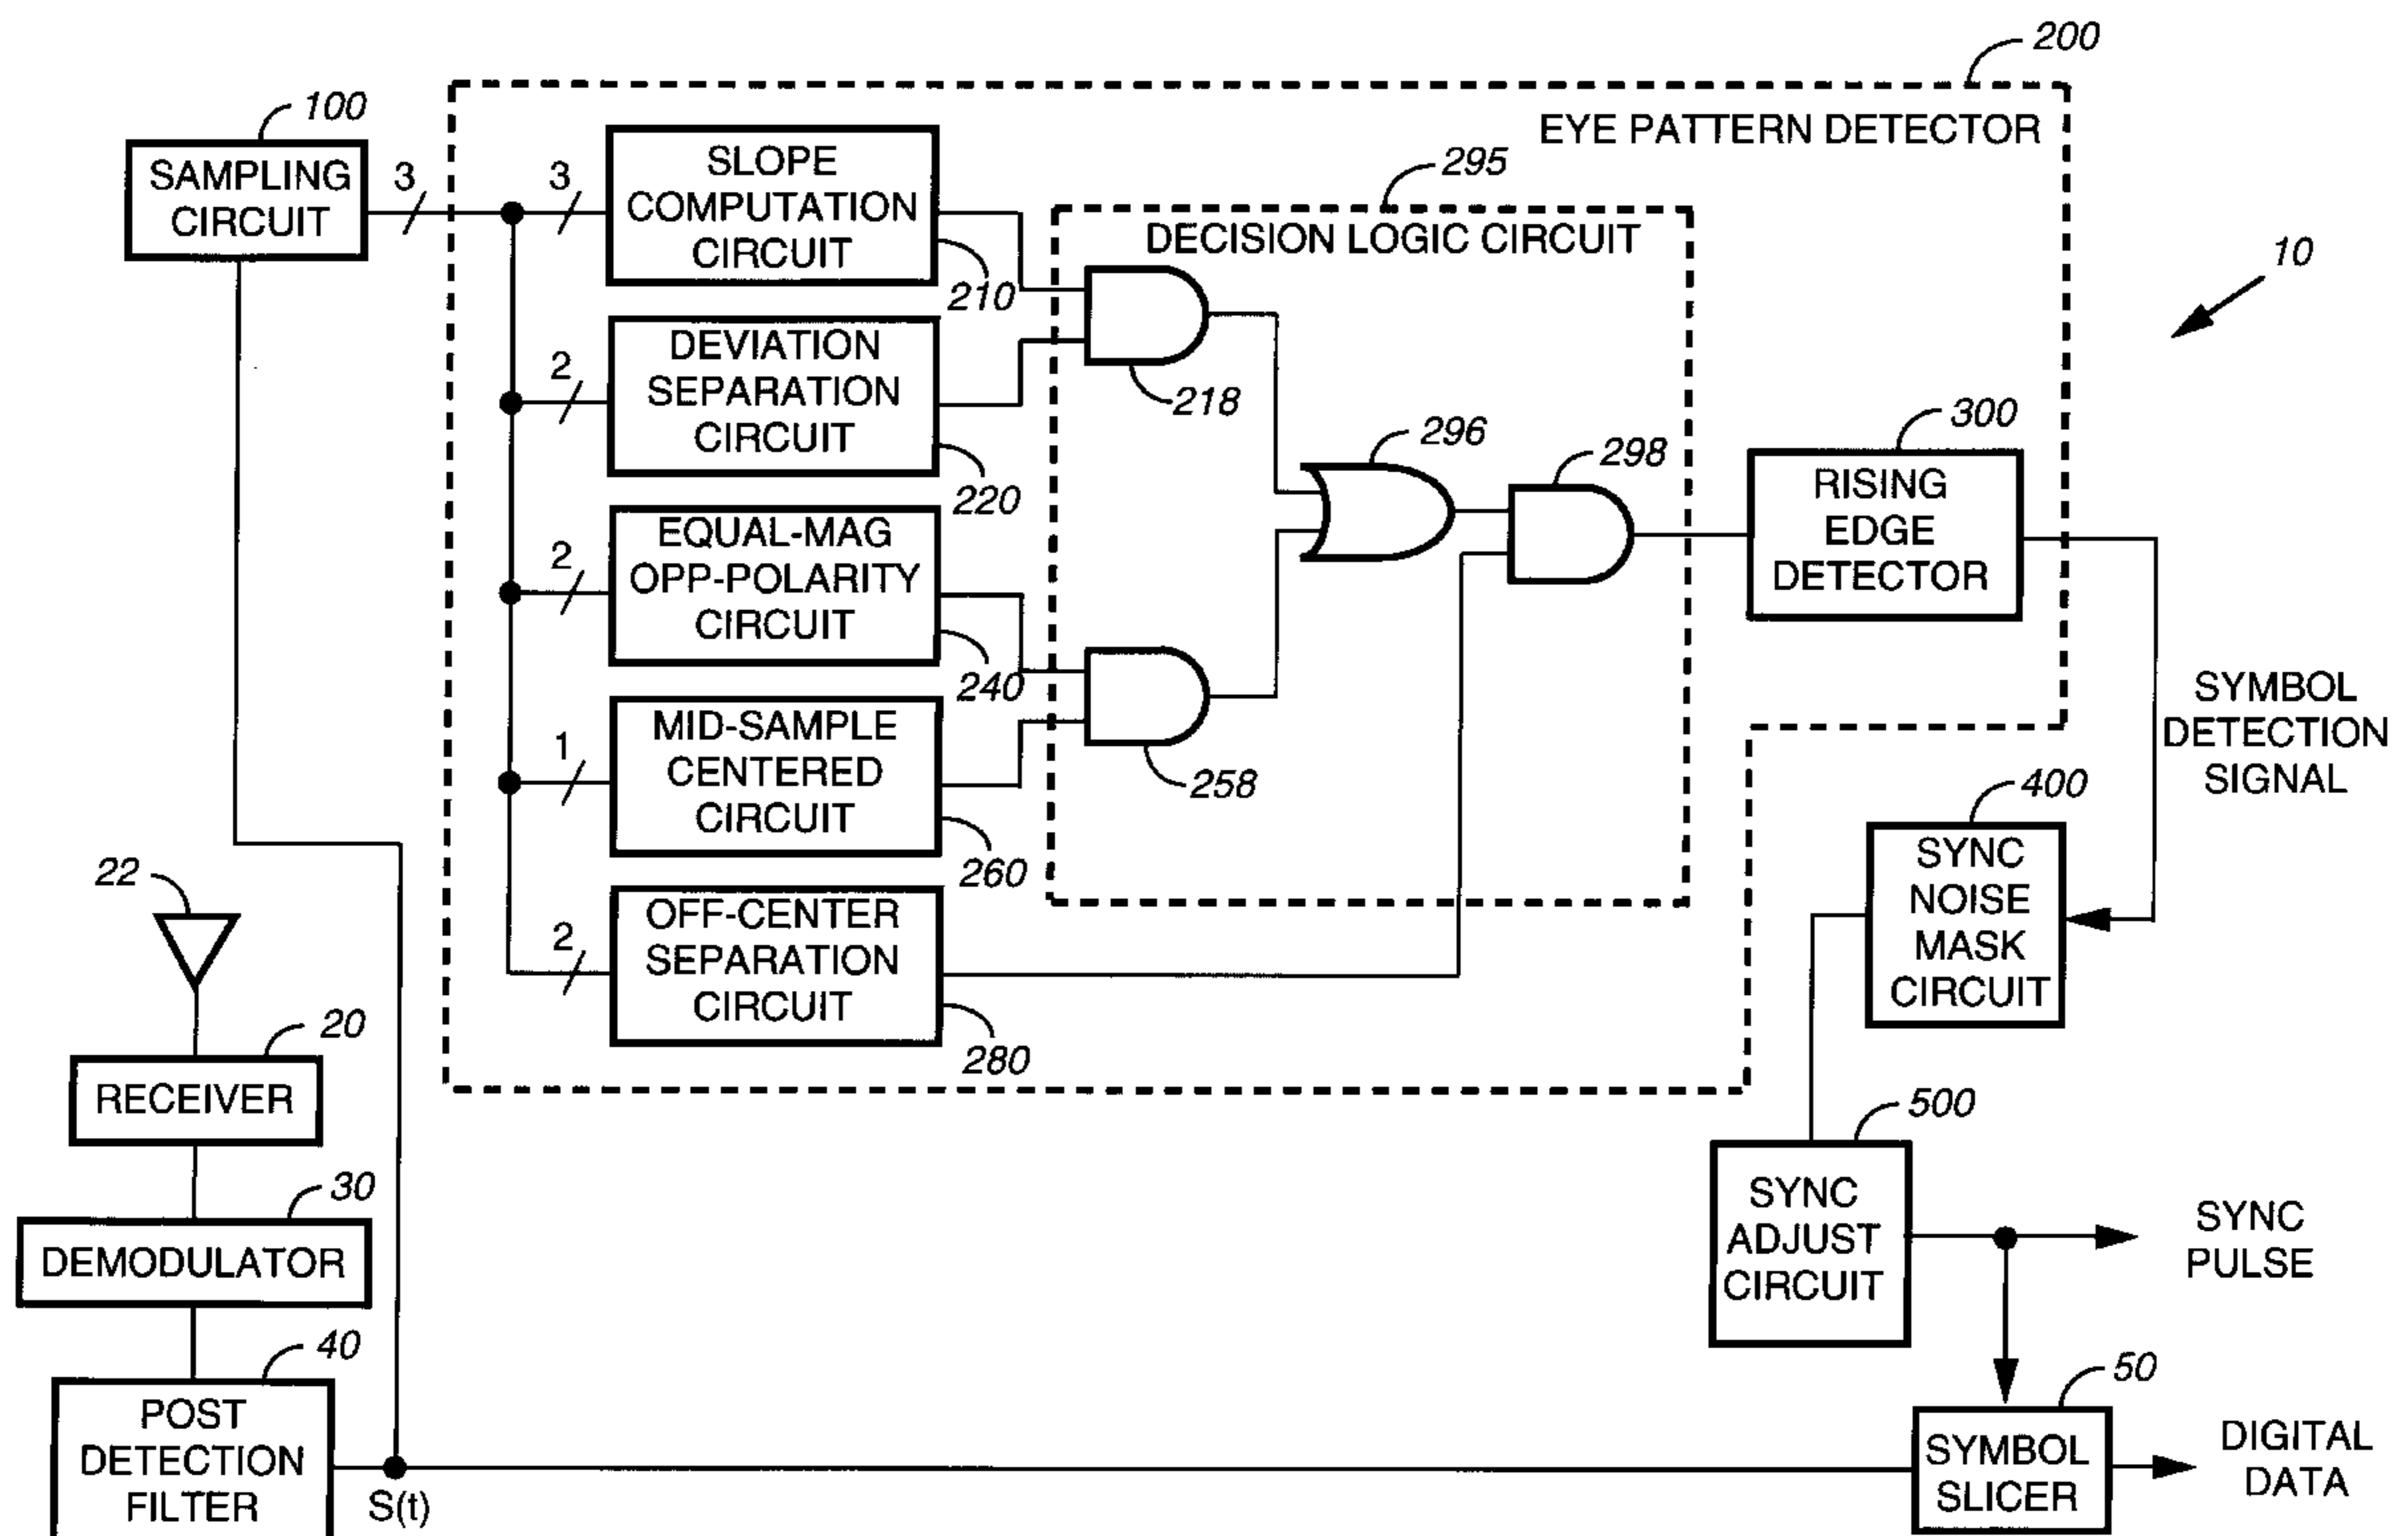 200
EYE PATTERN DETECTOR
100
SAMPLING
CIRCUIT
3
3
SLOPE
COMPUTATION
CIRCUIT
210
295
DECISION LOGIC CIRCUIT
10
2
DEVIATION
SEPARATION
CIRCUIT
220
218
296
298
300
RISING
EDGE
DETECTOR
2
EQUAL-MAG
OPP-POLARITY
CIRCUIT
240
1
MID-SAMPLE
CENTERED
CIRCUIT
260
258
SYMBOL
DETECTION
SIGNAL
400
SYNC
NOISE
MASK
CIRCUIT
2
OFF-CENTER
SEPARATION
CIRCUIT
280
22
20
RECEIVER
30
DEMODULATOR
40
POST
DETECTION
FILTER
S(t)
500
SYNC
ADJUST
CIRCUIT
SYNC
PULSE
50
SYMBOL
SLICER
DIGITAL
DATA